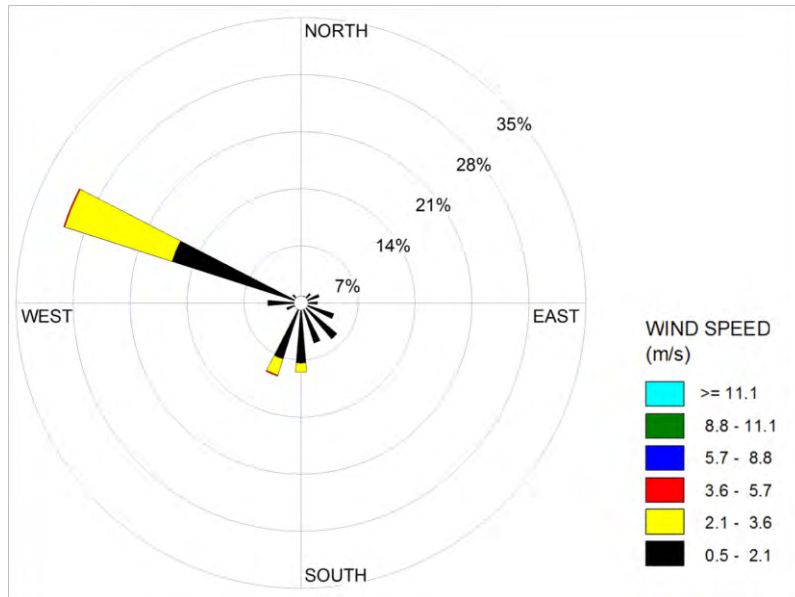 NORTH
35%
28%
21%
14%
7%
WEST
EAST
SOUTH
WIND SPEED
(m/s)
>= 11.1
8.8 - 11.1
5.7 - 8.8
3.6 - 5.7
2.1 - 3.6
0.5 - 2.1